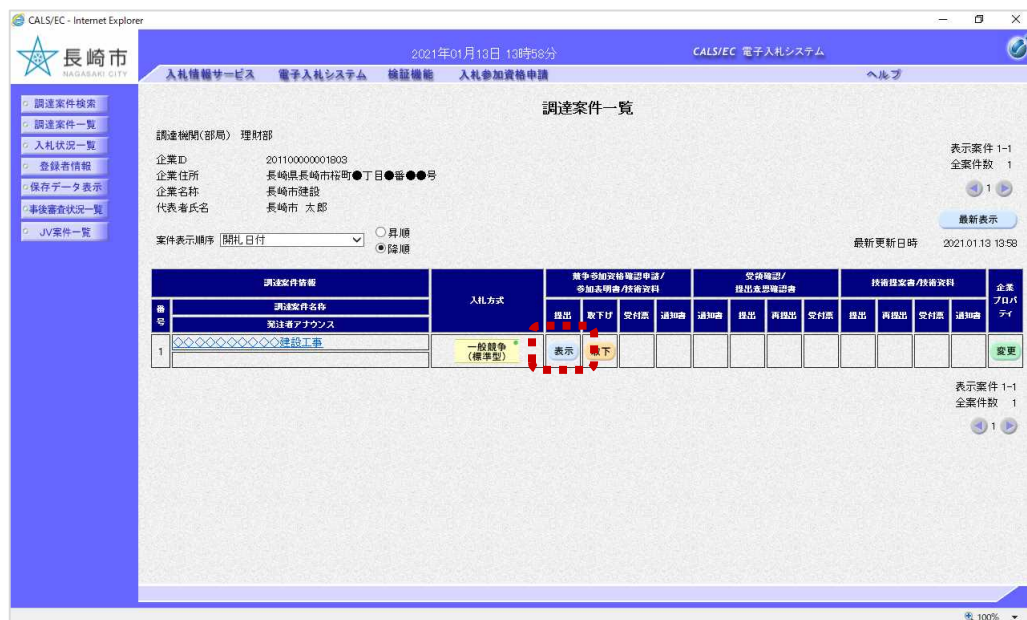 CALS/EC - Internet Explorer
長崎市
NAGASAKI CITY
2021年01月13日 13時58分
CALS/EC 電子入札システム
入札情報サービス 電子入札システム 検証機能 入札参加資格申請 ヘルプ
調達案件検索
調達案件一覧
入札状況一覧
登録者情報
保存データ表示
事後審査状況一覧
JV案件一覧
調達案件一覧
調達機関(部局) 理財部
企業ID 201100000001803
企業住所 長崎県長崎市桜町●丁目●番●●号
企業名称 長崎市建設
代表者氏名 長崎市 太郎
表示案件 1-1
全案件数 1
1
案件表示順序 開札日付
昇順
降順
最新表示
最新更新日時 2021.01.13 13:58
調達案件情報
入札方式
競争参加資格確認申請/
参加表明書/技術資料
受領確認/
提出意思確認書
技術提案書/技術資料
企業
プロパ
ティ
番
号
調達案件名称
発注者アナウンス
提出 取下げ 受付票 通知書 通知書 提出 再提出 受付票 提出 再提出 受付票 通知書
1 ◇◇◇◇◇◇◇◇◇◇建設工事
一般競争
(標準型)
表示 取下 変更
表示案件 1-1
全案件数 1
1
100%